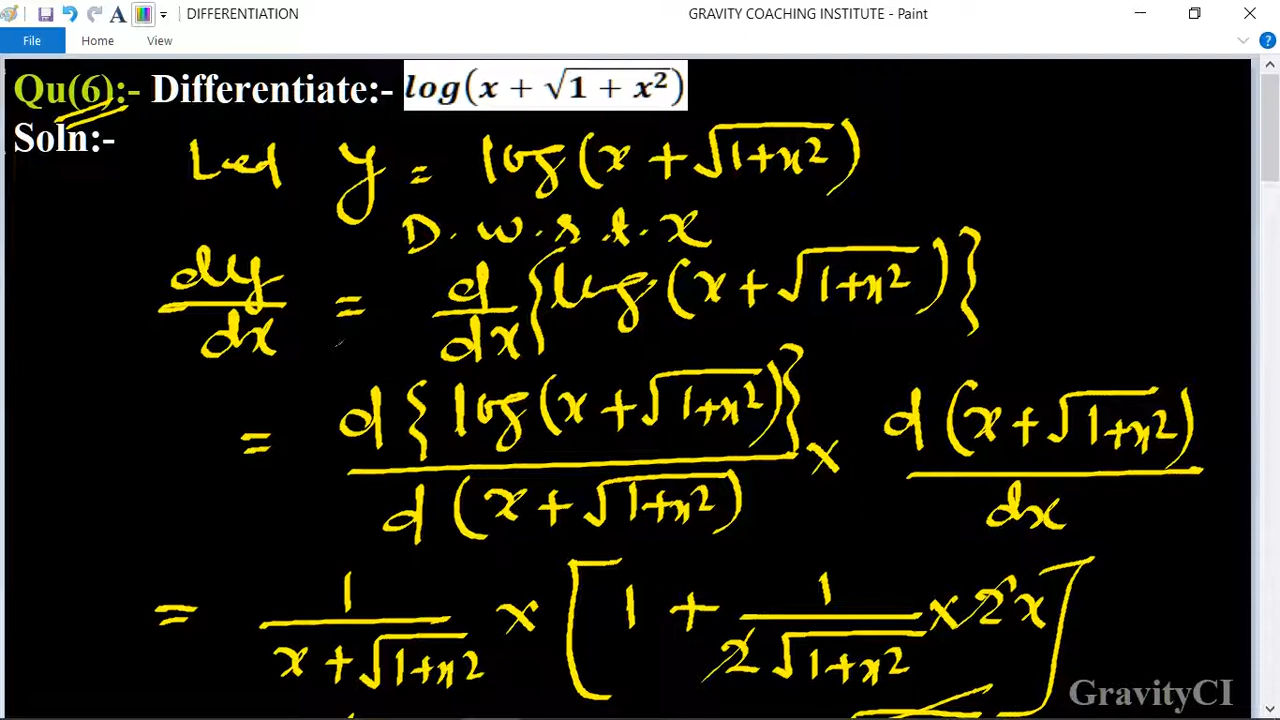 DIFFERENTIATION GRAVITY COACHING INSTITUTE - Paint
File Home View
Qu(6):- Differentiate:- log(x + √(1 + x²))
Soln:-
Let y = log(x + √(1+x²))
D. w. r. t. x
dy/dx = d/dx {log(x + √(1+x²))}
= d{log(x + √(1+x²))}/d(x + √(1+x²)) × d(x + √(1+x²))/dx
= 1/(x + √(1+x²)) × [1 + 1/(2√(1+x²)) × 2x]
GravityCI